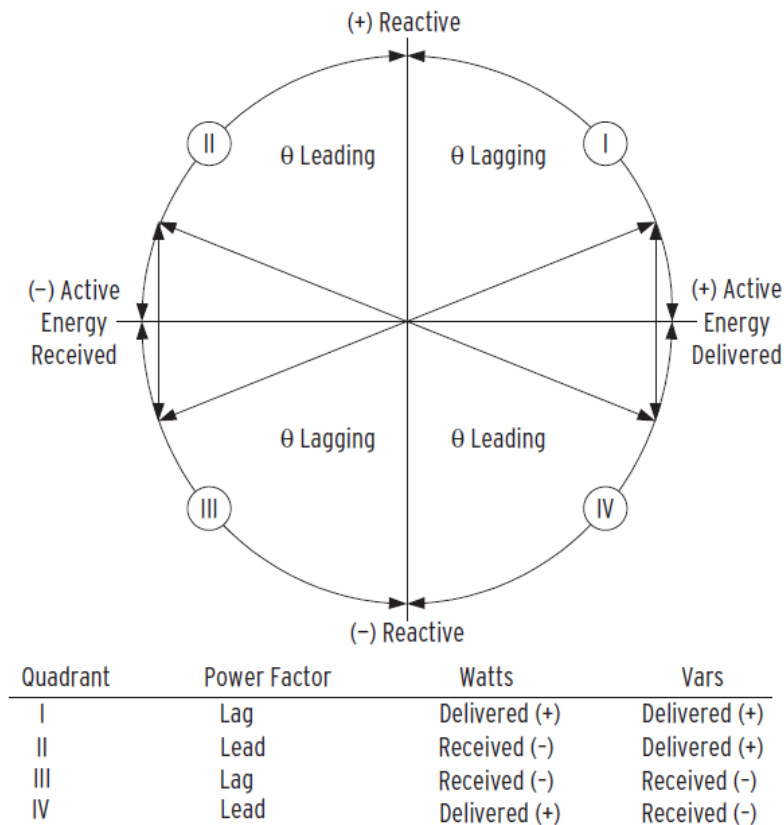 (+) Reactive
II
I
θ Leading
θ Lagging
(−) Active
Energy
Received
(+) Active
Energy
Delivered
θ Lagging
θ Leading
III
IV
(−) Reactive
Quadrant Power Factor Watts Vars
I Lag Delivered (+) Delivered (+)
II Lead Received (−) Delivered (+)
III Lag Received (−) Received (−)
IV Lead Delivered (+) Received (−)